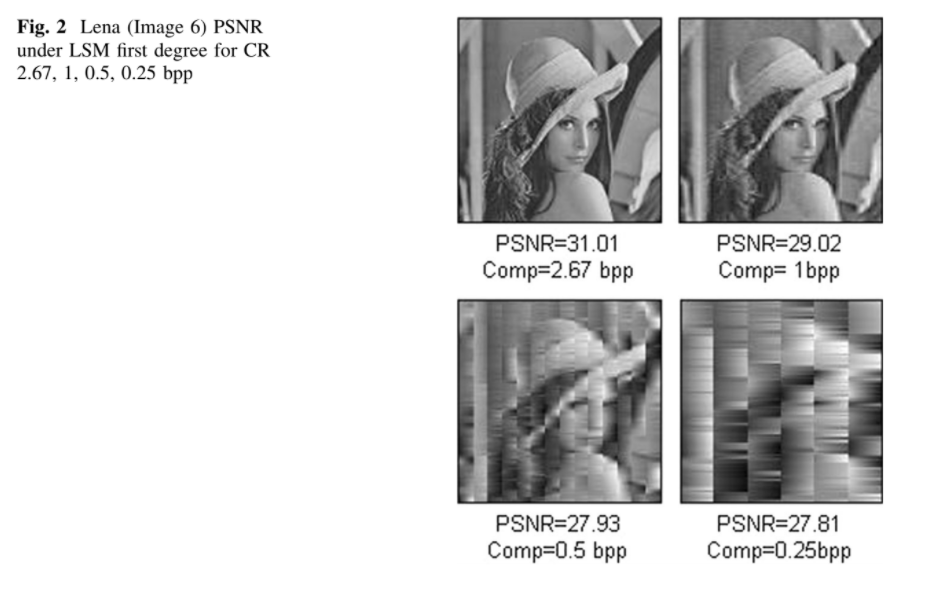 Fig. 2 Lena (Image 6) PSNR
under LSM first degree for CR
2.67, 1, 0.5, 0.25 bpp
PSNR=31.01
Comp=2.67 bpp
PSNR=29.02
Comp= 1bpp
PSNR=27.93
Comp=0.5 bpp
PSNR=27.81
Comp=0.25bpp